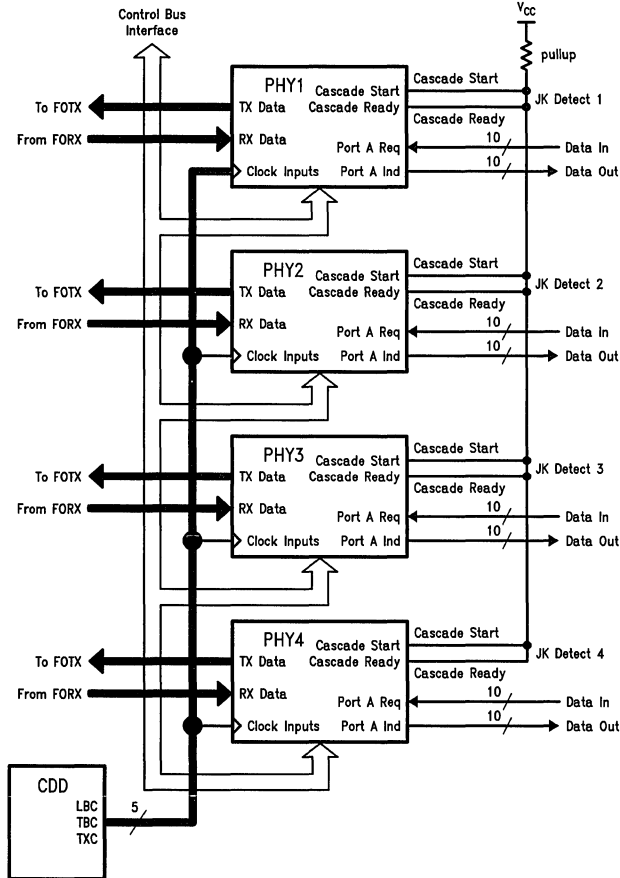 Control Bus
Interface
VCC
pullup
PHY1
Cascade Start
Cascade Start
JK Detect 1
To FOTX
TX Data
Cascade Ready
Cascade Ready
From FORX
RX Data
Port A Req
10
Data In
Clock Inputs
Port A Ind
10
Data Out
PHY2
Cascade Start
Cascade Start
JK Detect 2
To FOTX
TX Data
Cascade Ready
Cascade Ready
From FORX
RX Data
Port A Req
10
Data In
Clock Inputs
Port A Ind
10
Data Out
PHY3
Cascade Start
Cascade Start
JK Detect 3
To FOTX
TX Data
Cascade Ready
Cascade Ready
From FORX
RX Data
Port A Req
10
Data In
Clock Inputs
Port A Ind
10
Data Out
PHY4
Cascade Start
Cascade Start
JK Detect 4
To FOTX
TX Data
Cascade Ready
Cascade Ready
From FORX
RX Data
Port A Req
10
Data In
Clock Inputs
Port A Ind
10
Data Out
CDD
LBC
TBC
TXC
5